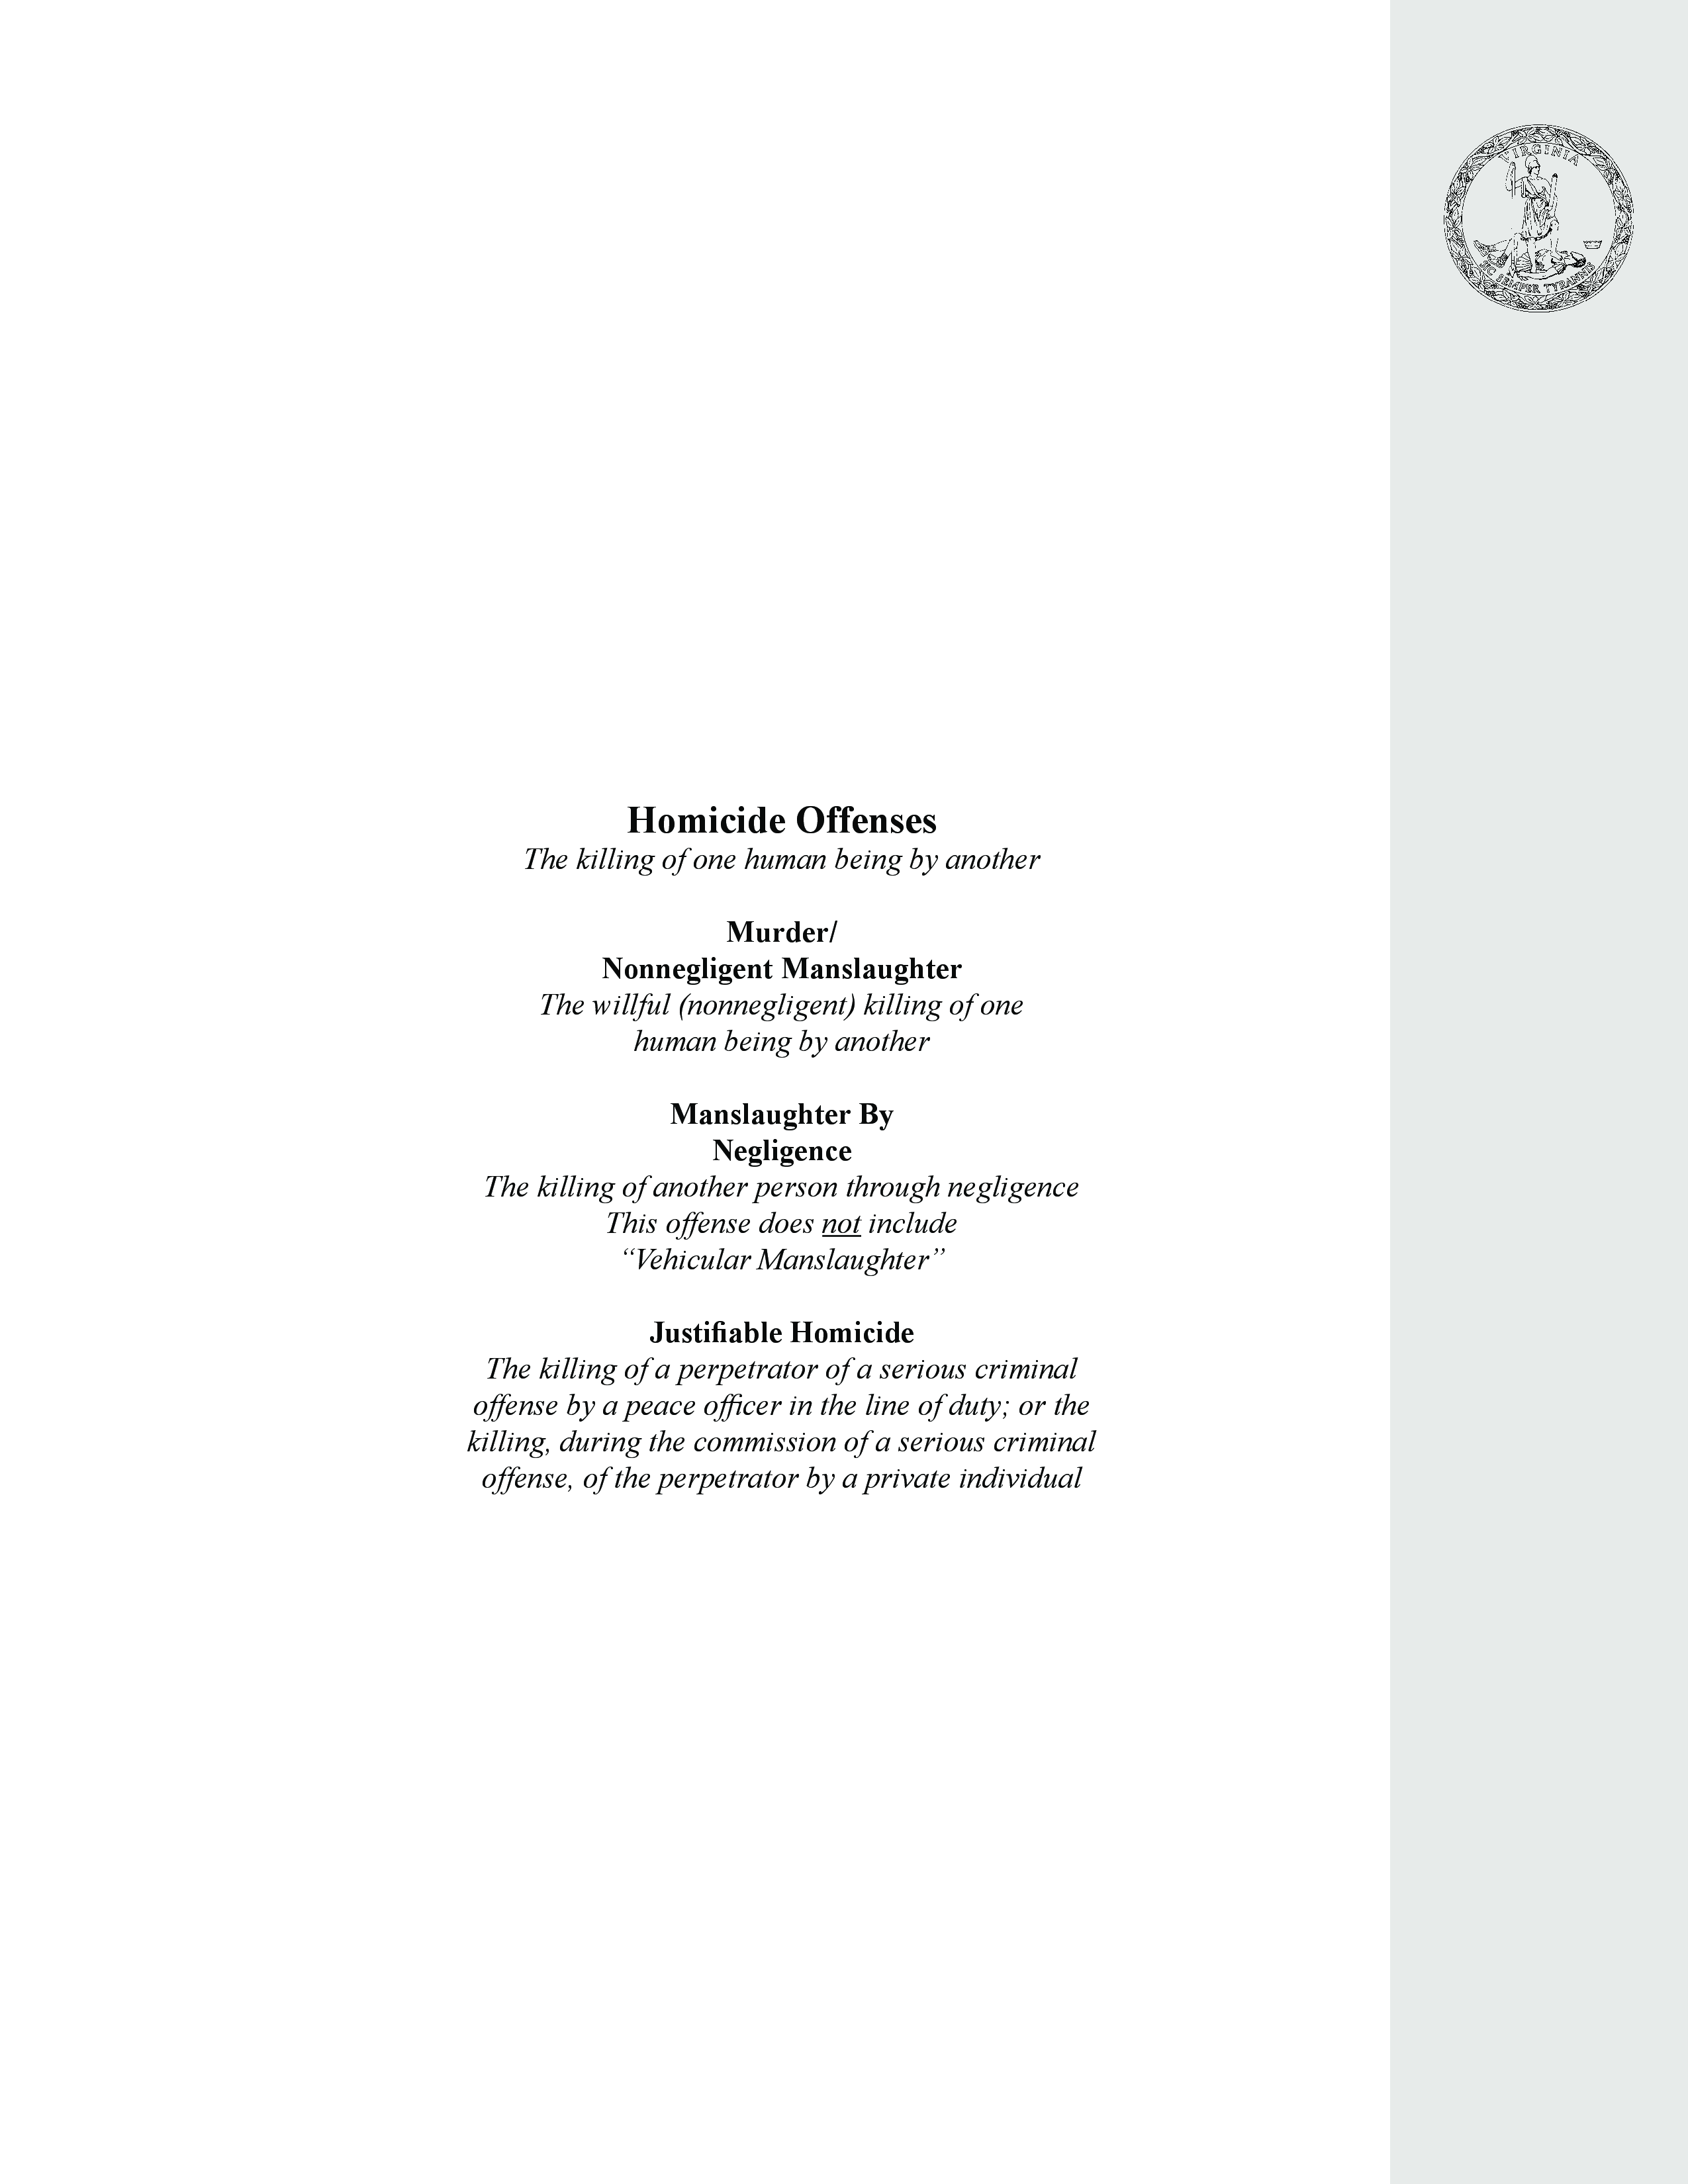 VIRGINIA
SIC SEMPER TYRANNIS
Homicide Offenses
The killing of one human being by another
Murder/
Nonnegligent Manslaughter
The willful (nonnegligent) killing of one
human being by another
Manslaughter By
Negligence
The killing of another person through negligence
This offense does not include
“Vehicular Manslaughter”
Justifiable Homicide
The killing of a perpetrator of a serious criminal
offense by a peace officer in the line of duty; or the
killing, during the commission of a serious criminal
offense, of the perpetrator by a private individual